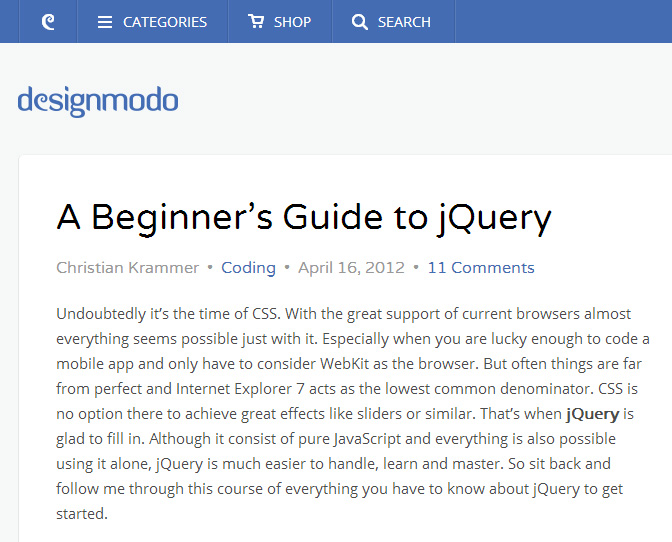 CATEGORIES SHOP SEARCH
designmodo
A Beginner’s Guide to jQuery
Christian Krammer • Coding • April 16, 2012 • 11 Comments
Undoubtedly it’s the time of CSS. With the great support of current browsers almost
everything seems possible just with it. Especially when you are lucky enough to code a
mobile app and only have to consider WebKit as the browser. But often things are far
from perfect and Internet Explorer 7 acts as the lowest common denominator. CSS is
no option there to achieve great effects like sliders or similar. That’s when jQuery is
glad to fill in. Although it consist of pure JavaScript and everything is also possible
using it alone, jQuery is much easier to handle, learn and master. So sit back and
follow me through this course of everything you have to know about jQuery to get
started.